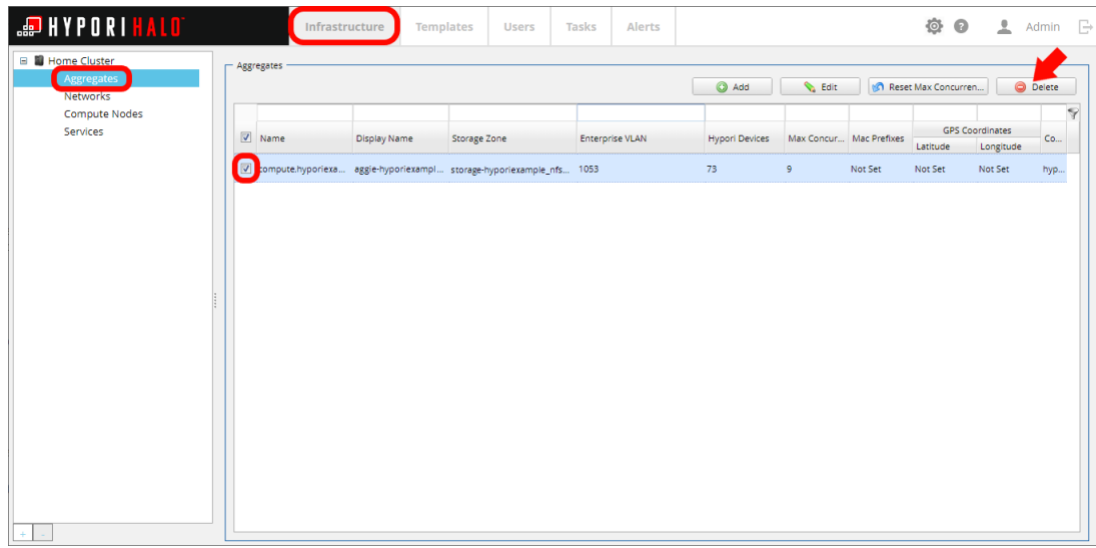 HYPORI HALO
Infrastructure Templates Users Tasks Alerts
? Admin
Home Cluster
Aggregates
Networks
Compute Nodes
Services
Aggregates
Add Edit Reset Max Concurren... Delete
Name Display Name Storage Zone Enterprise VLAN Hypori Devices Max Concur... Mac Prefixes GPS Coordinates Co...
Latitude Longitude
compute.hyporiexa... aggie-hyporiexampl... storage-hyporiexample_nfs... 1053 73 9 Not Set Not Set Not Set hyp...
+ -